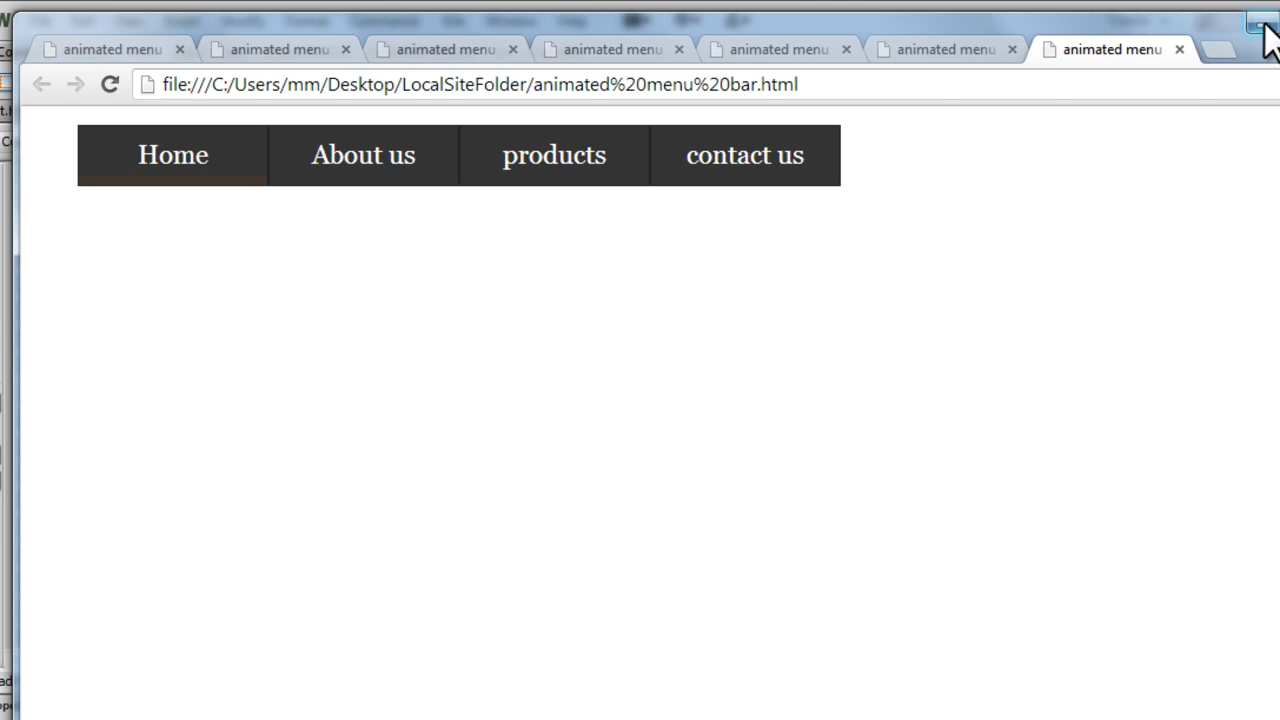 animated menu animated menu animated menu animated menu animated menu animated menu animated menu
file:///C:/Users/mm/Desktop/LocalSiteFolder/animated%20menu%20bar.html
Home About us products contact us